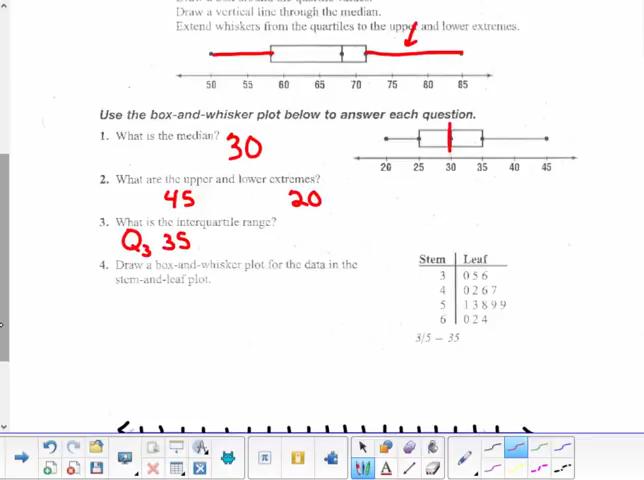 Draw a vertical line through the median.
Extend whiskers from the quartiles to the upper and lower extremes.
50 55 60 65 70 75 80 85
Use the box-and-whisker plot below to answer each question.
1. What is the median?
30
20 25 30 35 40 45
2. What are the upper and lower extremes?
45 20
3. What is the interquartile range?
Q3 35
4. Draw a box-and-whisker plot for the data in the
stem-and-leaf plot.
Stem Leaf
3 0 5 6
4 0 2 6 7
5 1 3 8 9 9
6 0 2 4
3/5 – 35